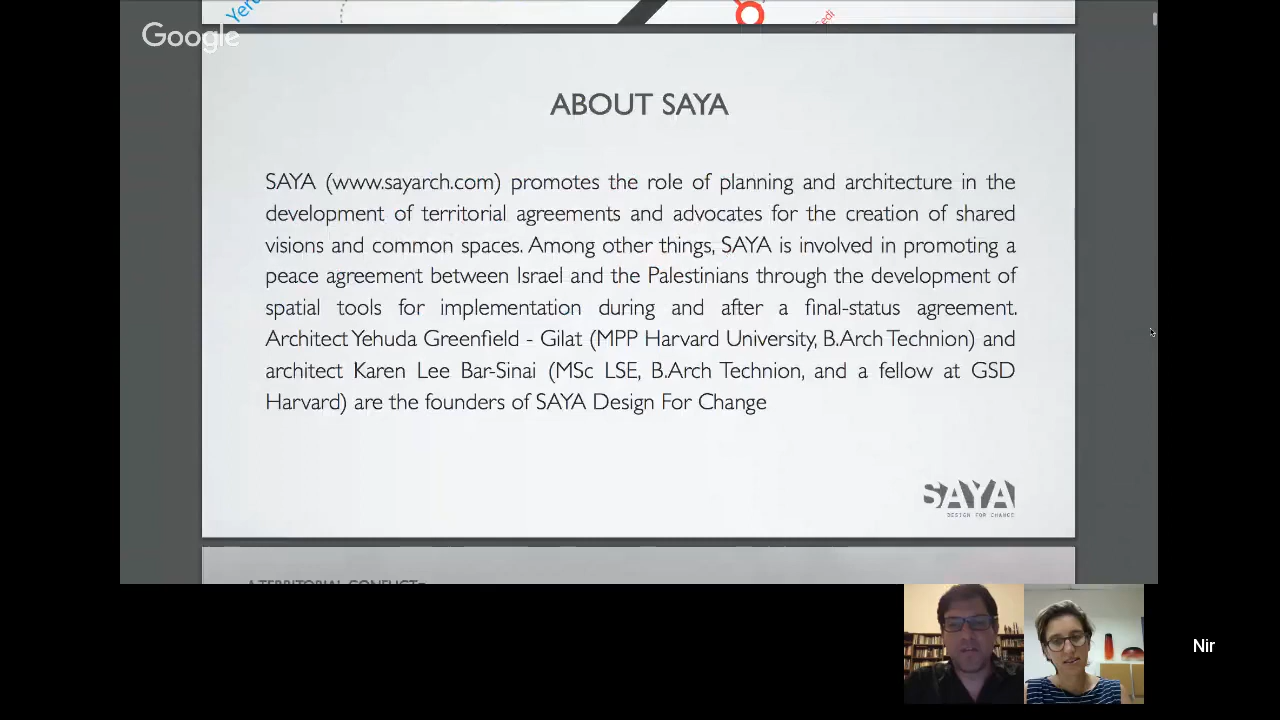 Google
ABOUT SAYA
SAYA (www.sayarch.com) promotes the role of planning and architecture in the
development of territorial agreements and advocates for the creation of shared
visions and common spaces. Among other things, SAYA is involved in promoting a
peace agreement between Israel and the Palestinians through the development of
spatial tools for implementation during and after a final-status agreement.
Architect Yehuda Greenfield - Gilat (MPP Harvard University, B.Arch Technion) and
architect Karen Lee Bar-Sinai (MSc LSE, B.Arch Technion, and a fellow at GSD
Harvard) are the founders of SAYA Design For Change
SAYA
DESIGN FOR CHANGE
A TERRITORIAL CONFLICT–
Nir